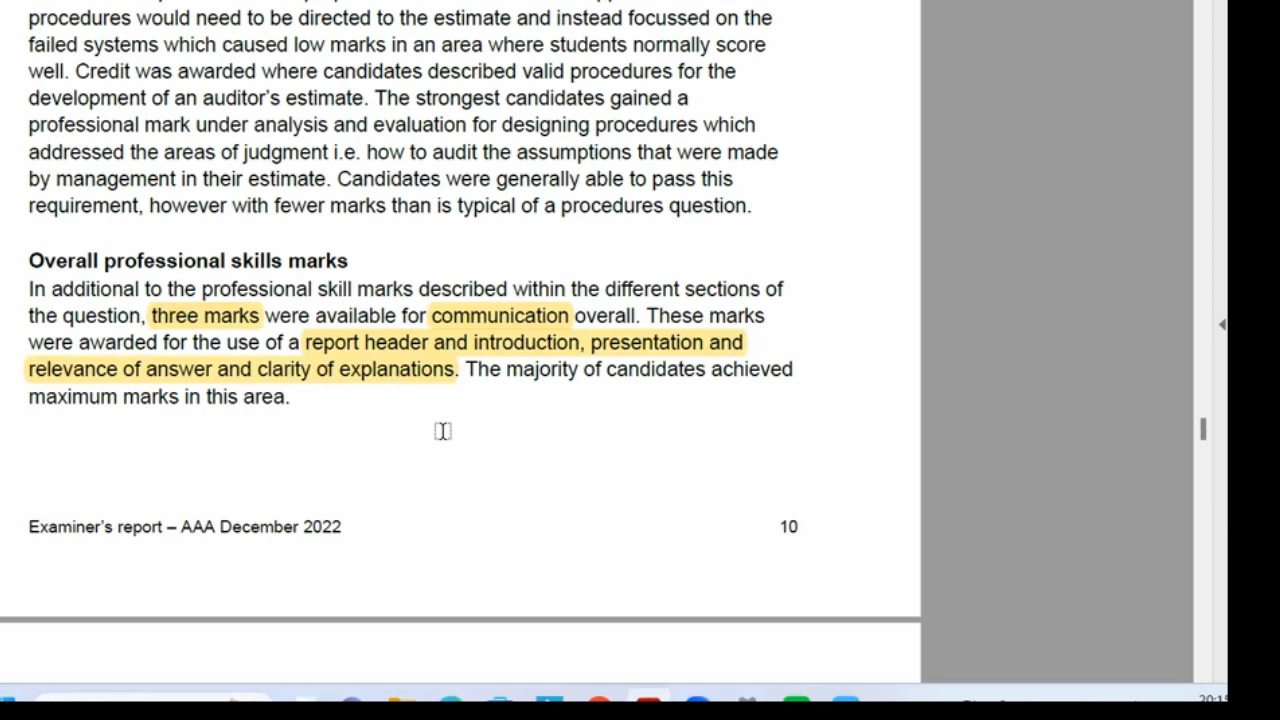 procedures would need to be directed to the estimate and instead focussed on the
failed systems which caused low marks in an area where students normally score
well. Credit was awarded where candidates described valid procedures for the
development of an auditor's estimate. The strongest candidates gained a
professional mark under analysis and evaluation for designing procedures which
addressed the areas of judgment i.e. how to audit the assumptions that were made
by management in their estimate. Candidates were generally able to pass this
requirement, however with fewer marks than is typical of a procedures question.
Overall professional skills marks
In additional to the professional skill marks described within the different sections of
the question, three marks were available for communication overall. These marks
were awarded for the use of a report header and introduction, presentation and
relevance of answer and clarity of explanations. The majority of candidates achieved
maximum marks in this area.
Examiner's report – AAA December 2022 10